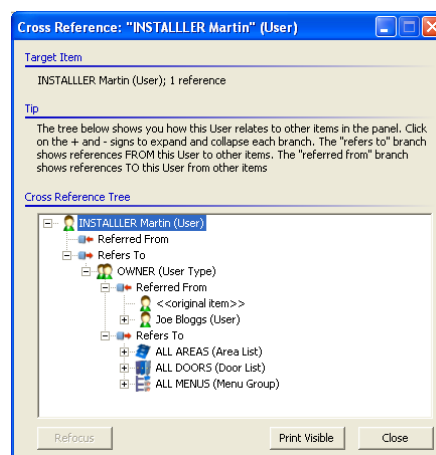 Cross Reference: "INSTALLLER Martin" (User)
Target Item
INSTALLLER Martin (User); 1 reference
Tip
The tree below shows you how this User relates to other items in the panel. Click
on the + and - signs to expand and collapse each branch. The "refers to" branch
shows references FROM this User to other items. The "referred from" branch
shows references TO this User from other items
Cross Reference Tree
INSTALLLER Martin (User)
Referred From
Refers To
OWNER (User Type)
Referred From
<<original item>>
Joe Bloggs (User)
Refers To
ALL AREAS (Area List)
ALL DOORS (Door List)
ALL MENUS (Menu Group)
Refocus Print Visible Close